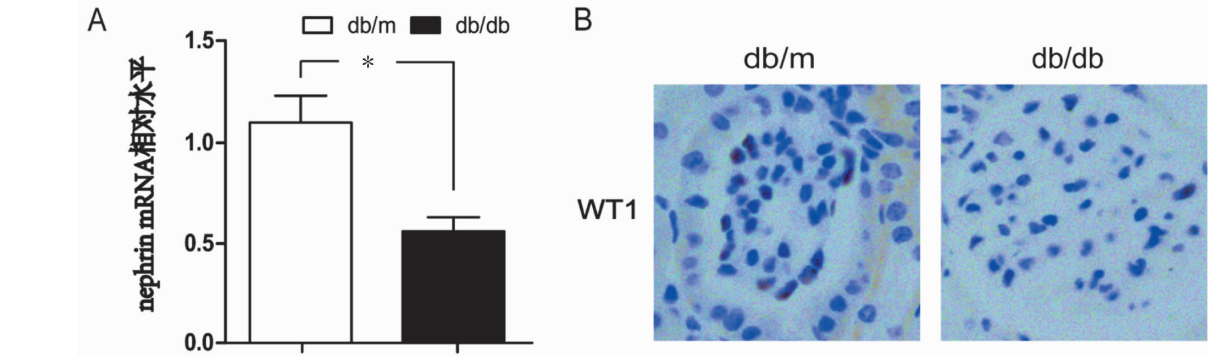 A
db/m db/db
nephrin mRNA相对水平
1.5
*
1.0
0.5
0.0
B
db/m db/db
WT1